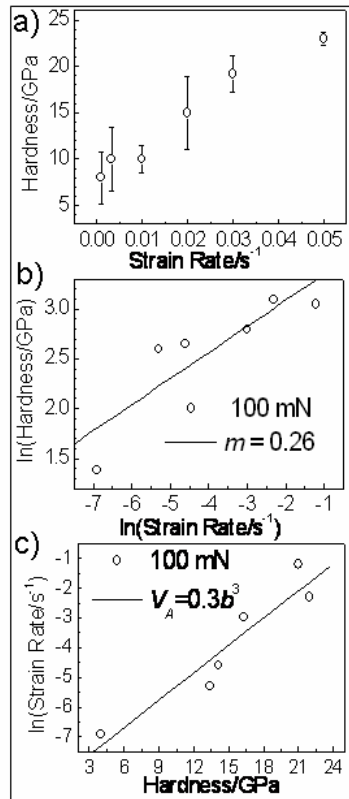 a)
25
20
15
10
5
Hardness/GPa
0.00 0.01 0.02 0.03 0.04 0.05
Strain Rate/s⁻¹
b)
3.0
2.5
2.0
1.5
ln(Hardness/GPa)
100 mN
m = 0.26
-7 -6 -5 -4 -3 -2 -1
ln(Strain Rate/s⁻¹)
c)
-1
-2
-3
-4
-5
-6
-7
ln(Strain Rate/s⁻¹)
100 mN
V_A=0.3b³
3 6 9 12 15 18 21 24
Hardness/GPa